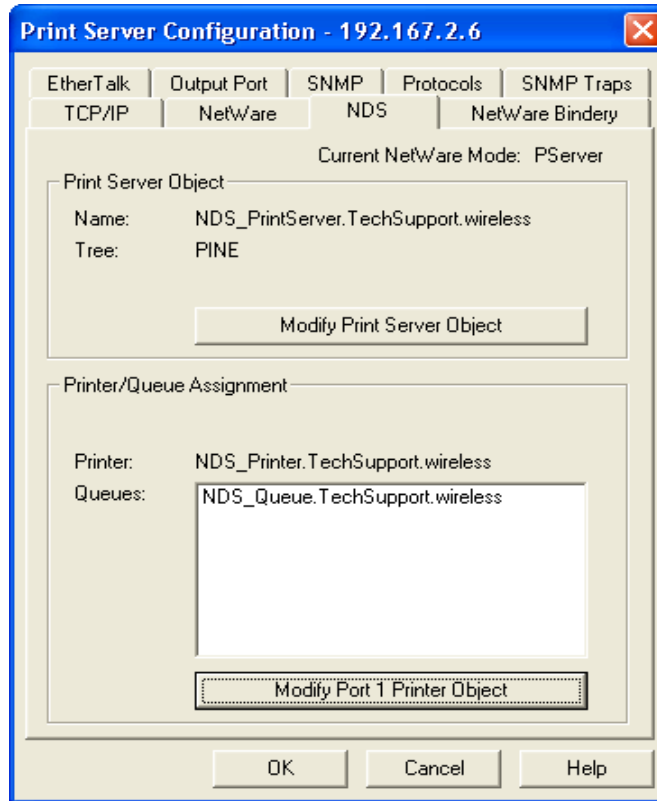 Print Server Configuration - 192.167.2.6
EtherTalk Output Port SNMP Protocols SNMP Traps
TCP/IP NetWare NDS NetWare Bindery
Current NetWare Mode: PServer
Print Server Object
Name: NDS_PrintServer.TechSupport.wireless
Tree: PINE
Modify Print Server Object
Printer/Queue Assignment
Printer: NDS_Printer.TechSupport.wireless
Queues: NDS_Queue.TechSupport.wireless
Modify Port 1 Printer Object
OK Cancel Help